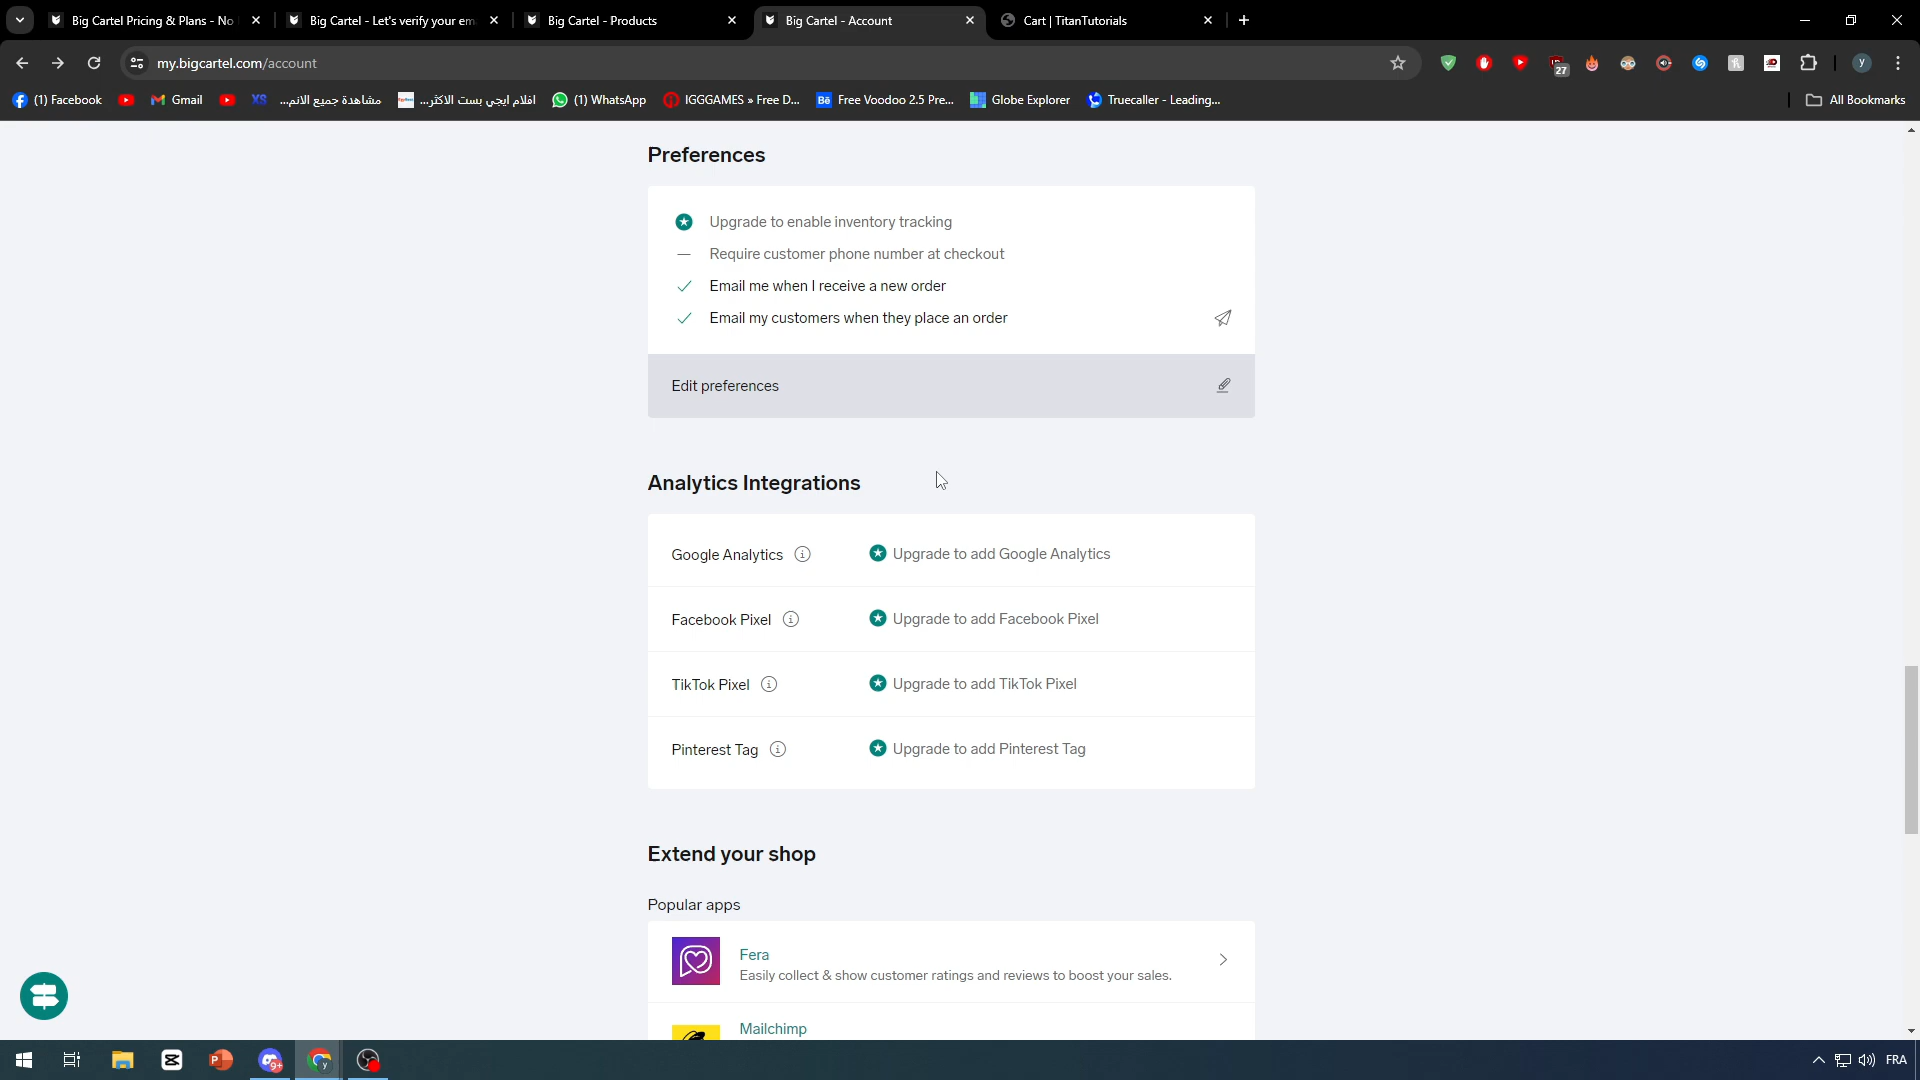 Big Cartel Pricing & Plans - No
Big Cartel - Let's verify your em
Big Cartel - Products
Big Cartel - Account
Cart | TitanTutorials
my.bigcartel.com/account
27
y
(1) Facebook
Gmail
XS
مشاهدة جميع الانم...
افلام ايجي بست الاكثر...
(1) WhatsApp
IGGGAMES » Free D...
Bē
Free Voodoo 2.5 Pre...
Globe Explorer
Truecaller - Leading...
All Bookmarks
Preferences
Upgrade to enable inventory tracking
Require customer phone number at checkout
Email me when I receive a new order
Email my customers when they place an order
Edit preferences
Analytics Integrations
Google Analytics
Upgrade to add Google Analytics
Facebook Pixel
Upgrade to add Facebook Pixel
TikTok Pixel
Upgrade to add TikTok Pixel
Pinterest Tag
Upgrade to add Pinterest Tag
Extend your shop
Popular apps
Fera
Easily collect & show customer ratings and reviews to boost your sales.
Mailchimp
9+
FRA